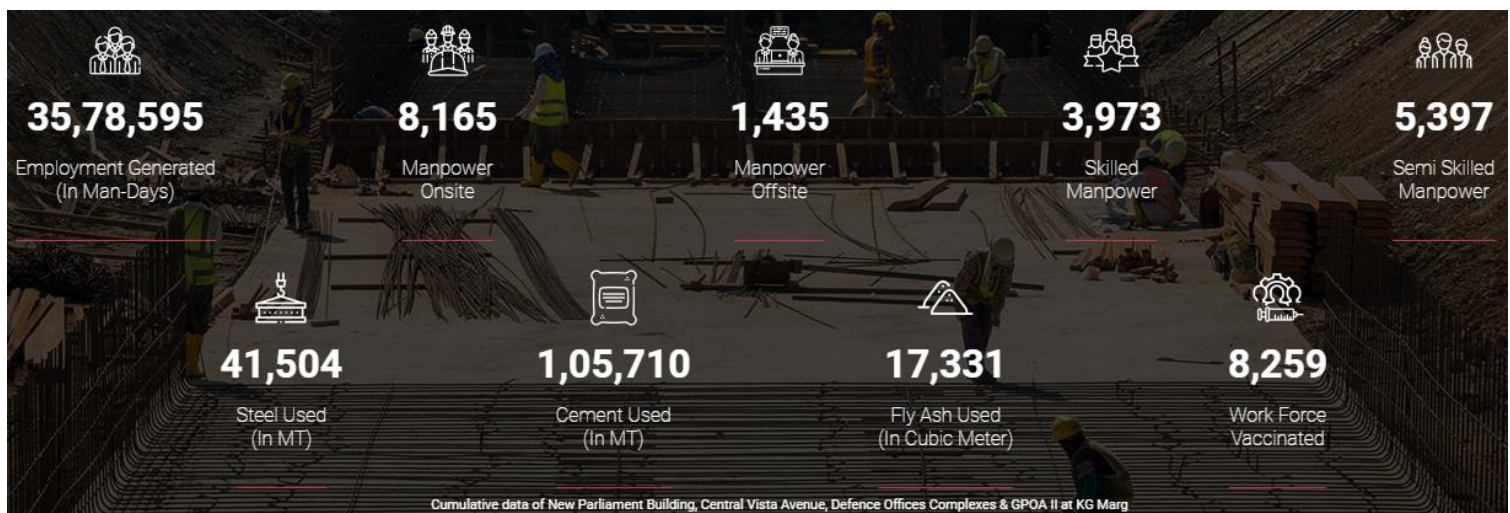 35,78,595
Employment Generated
(In Man-Days)
8,165
Manpower
Onsite
1,435
Manpower
Offsite
3,973
Skilled
Manpower
5,397
Semi Skilled
Manpower
41,504
Steel Used
(In MT)
1,05,710
Cement Used
(In MT)
17,331
Fly Ash Used
(In Cubic Meter)
8,259
Work Force
Vaccinated
Cumulative data of New Parliament Building, Central Vista Avenue, Defence Offices Complexes & GPOA II at KG Marg